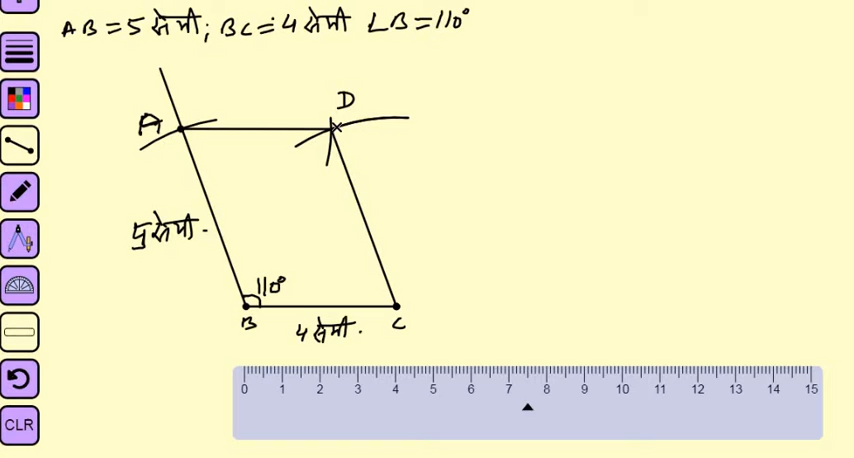 AB = 5 सेमी; BC = 4 सेमी ∠B = 110°
D
A
5 सेमी.
110°
B
4 सेमी.
C
0 1 2 3 4 5 6 7 8 9 10 11 12 13 14 15
CLR